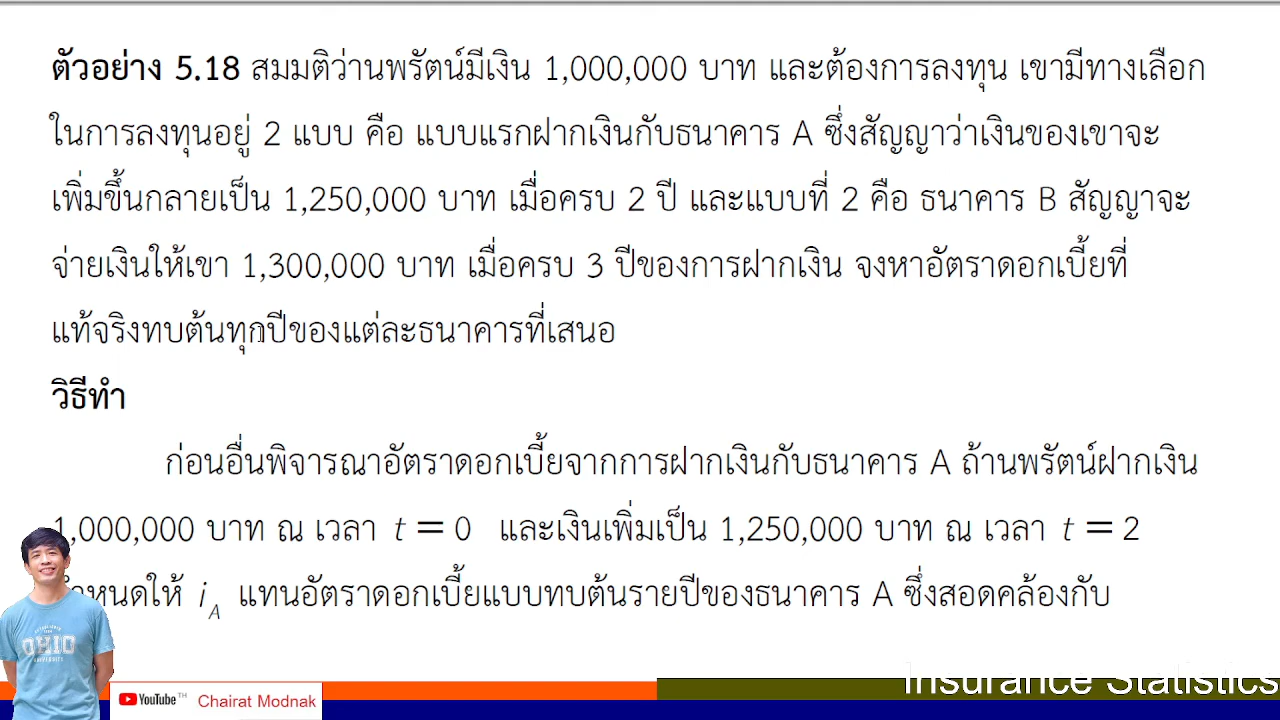 ตัวอย่าง 5.18 สมมติว่านพรัตน์มีเงิน 1,000,000 บาท และต้องการลงทุน เขามีทางเลือก
ในการลงทุนอยู่ 2 แบบ คือ แบบแรกฝากเงินกับธนาคาร A ซึ่งสัญญาว่าเงินของเขาจะ
เพิ่มขึ้นกลายเป็น 1,250,000 บาท เมื่อครบ 2 ปี และแบบที่ 2 คือ ธนาคาร B สัญญาจะ
จ่ายเงินให้เขา 1,300,000 บาท เมื่อครบ 3 ปีของการฝากเงิน จงหาอัตราดอกเบี้ยที่
แท้จริงทบต้นทุกปีของแต่ละธนาคารที่เสนอ
วิธีทำ
ก่อนอื่นพิจารณาอัตราดอกเบี้ยจากการฝากเงินกับธนาคาร A ถ้านพรัตน์ฝากเงิน
1,000,000 บาท ณ เวลา t = 0 และเงินเพิ่มเป็น 1,250,000 บาท ณ เวลา t = 2
กำหนดให้ i_A แทนอัตราดอกเบี้ยแบบทบต้นรายปีของธนาคาร A ซึ่งสอดคล้องกับ
OHIO
UNIVERSITY
YouTube TH Chairat Modnak
Insurance Statistics